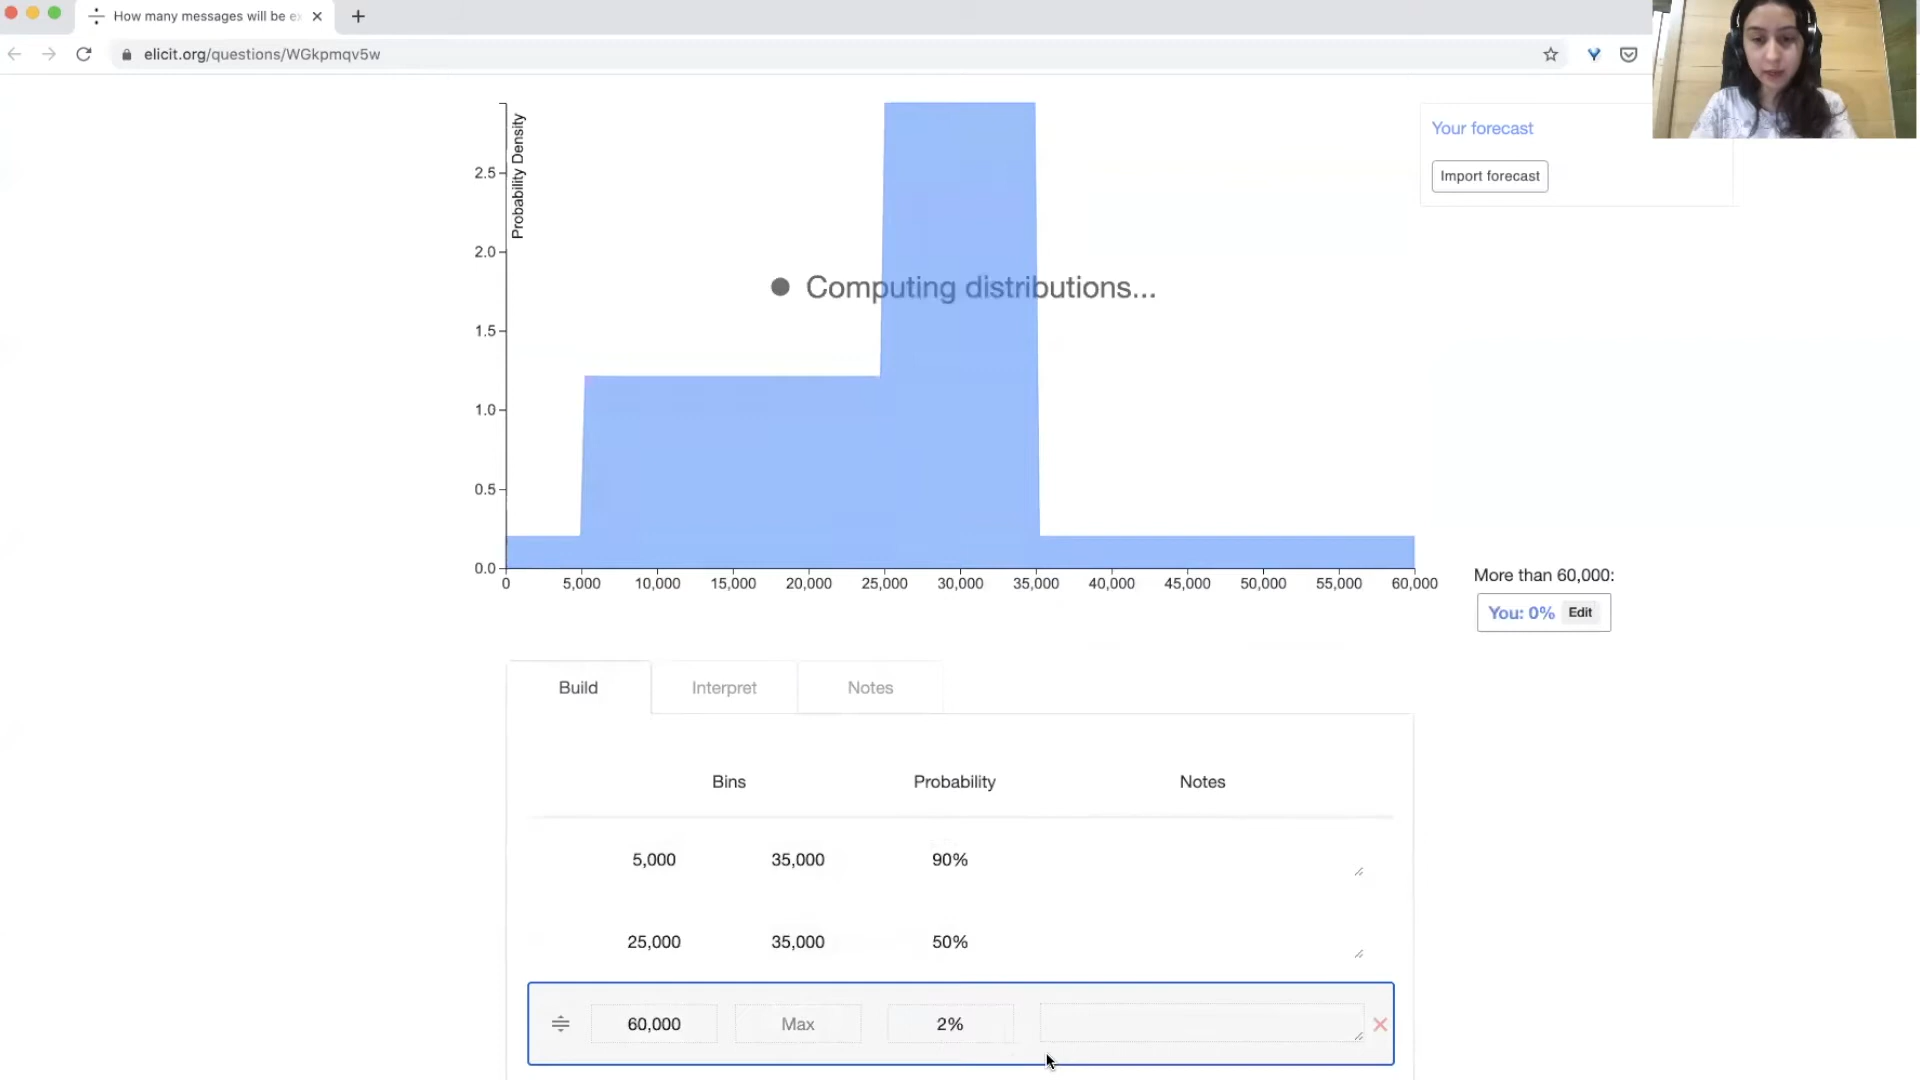 How many messages will be e
elicit.org/questions/WGkpmqv5w
Probability Density
2.5
2.0
1.5
1.0
0.5
0.0
0 5,000 10,000 15,000 20,000 25,000 30,000 35,000 40,000 45,000 50,000 55,000 60,000
Computing distributions...
Your forecast
Import forecast
More than 60,000:
You: 0% Edit
Build Interpret Notes
Bins Probability Notes
5,000 35,000 90%
25,000 35,000 50%
60,000 Max 2%